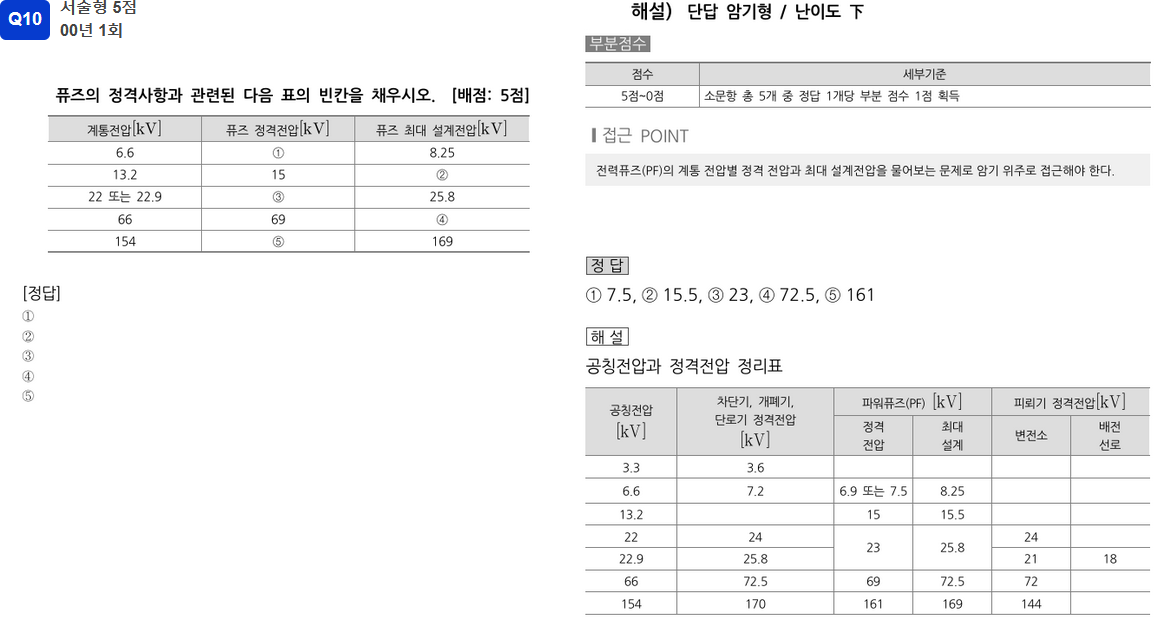 Q10
서술형 5점
00년 1회
퓨즈의 정격사항과 관련된 다음 표의 빈칸을 채우시오. [배점: 5점]
계통전압[kV] 퓨즈 정격전압[kV] 퓨즈 최대 설계전압[kV]
6.6 ① 8.25
13.2 15 ②
22 또는 22.9 ③ 25.8
66 69 ④
154 ⑤ 169
[정답]
①
②
③
④
⑤
해설) 단답 암기형 / 난이도 下
부분점수
점수 세부기준
5점~0점 소문항 총 5개 중 정답 1개당 부분 점수 1점 획득
접근 POINT
전력퓨즈(PF)의 계통 전압별 정격 전압과 최대 설계전압을 물어보는 문제로 암기 위주로 접근해야 한다.
정 답
① 7.5, ② 15.5, ③ 23, ④ 72.5, ⑤ 161
해 설
공칭전압과 정격전압 정리표
공칭전압
[kV]
차단기, 개폐기,
단로기 정격전압
[kV]
파워퓨즈(PF) [kV]
피뢰기 정격전압[kV]
정격
전압
최대
설계
변전소
배전
선로
3.3 3.6
6.6 7.2 6.9 또는 7.5 8.25
13.2 15 15.5
22 24 23 25.8 24
22.9 25.8 21 18
66 72.5 69 72.5 72
154 170 161 169 144